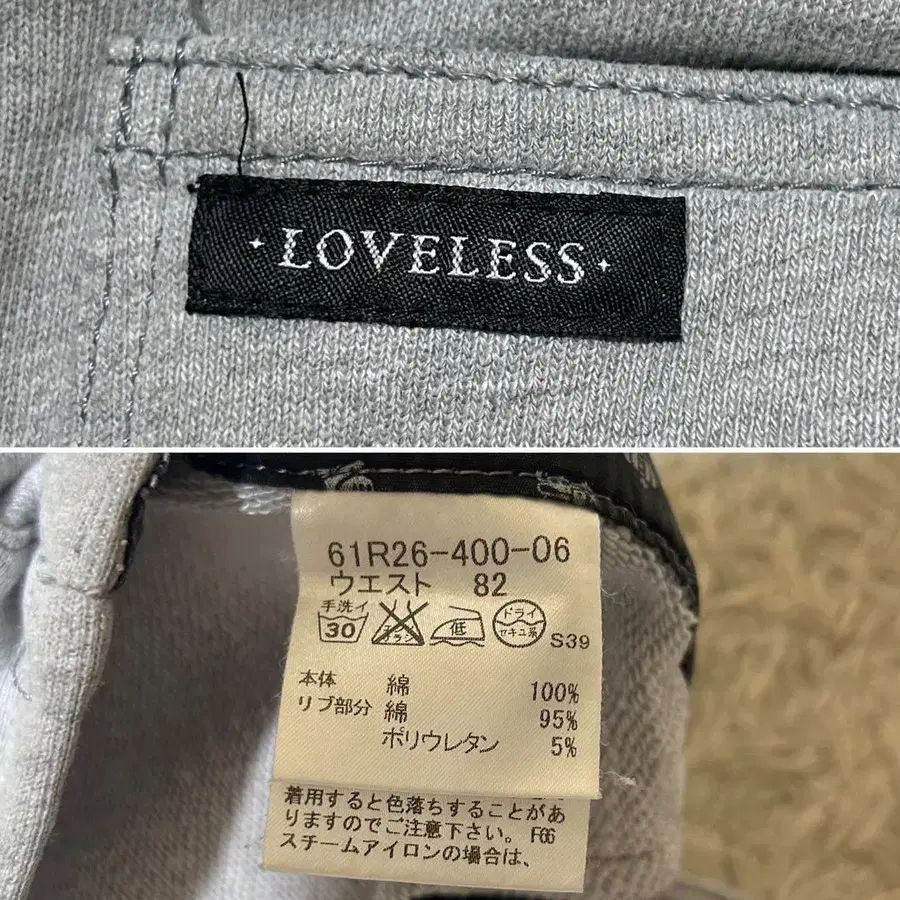 LOVELESS
61R26-400-06
ウエスト 82
手洗イ 30 低 ドライ セキユ系 S39
本体 綿 100%
リブ部分 綿 95%
ポリウレタン 5%
着用すると色落ちすることがあ
りますのでご注意下さい。F66
スチームアイロンの場合は、